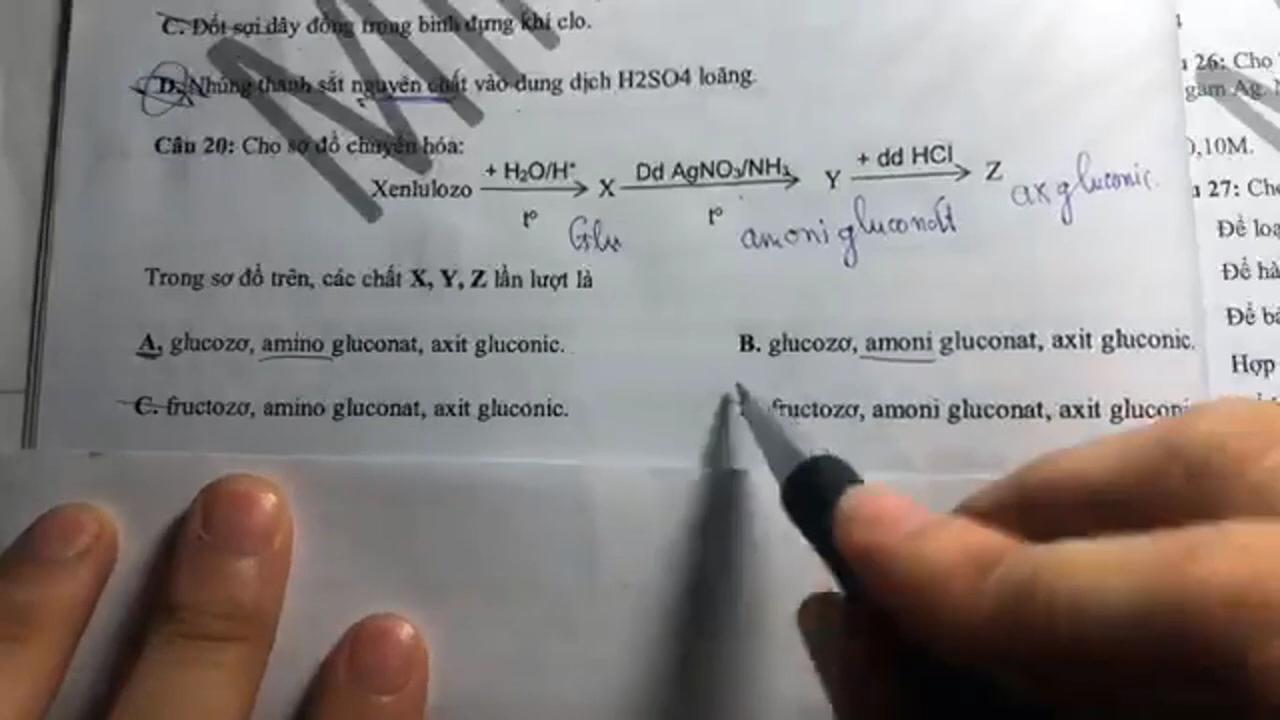 C. Đốt sợi dây đồng trong bình đựng khí clo.
D. Nhúng thanh sắt nguyên chất vào dung dịch H2SO4 loãng.
Câu 20: Cho sơ đồ chuyển hóa:
Xenlulozo + H₂O/H⁺ t° X Dd AgNO₃/NH₃ t° Y + dd HCl Z
Glu amoni gluconat ax gluconic.
Trong sơ đồ trên, các chất X, Y, Z lần lượt là
A. glucozơ, amino gluconat, axit gluconic. B. glucozơ, amoni gluconat, axit gluconic.
C. fructozơ, amino gluconat, axit gluconic. fructozơ, amoni gluconat, axit
26: Cho
gam Ag.
,10M.
27: Cho
Để loạ
Để hà
Để bả
Hợp